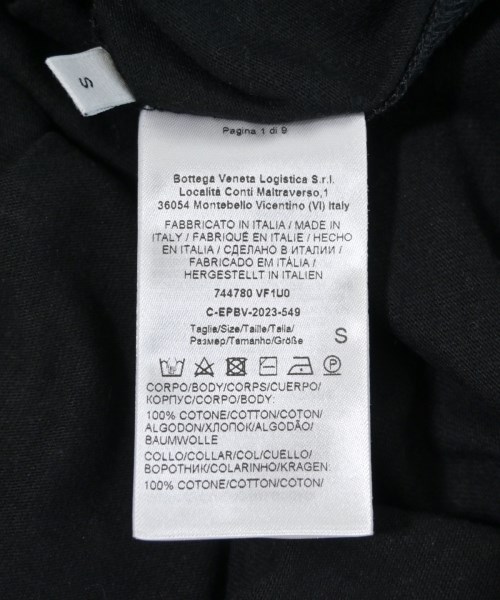 S
Pagina 1 di 9
Bottega Veneta Logistica S.r.l.
Località Conti Maltraverso,1
36054 Montebello Vicentino (VI) Italy
FABBRICATO IN ITALIA / MADE IN
ITALY / FABRIQUÉ EN ITALIE / HECHO
EN ITALIA / СДЕЛАНО В ИТАЛИИ /
FABRICADO EM ITÁLIA /
HERGESTELLT IN ITALIEN
744780 VF1U0
C-EPBV-2023-549
Taglia/Size/Taille/Talla/
Размер/Tamanho/Größe
S
CORPO/BODY/CORPS/CUERPO/
КОРПУС/CORPO/KÖRPER:
100% COTONE/COTTON/COTON/
ALGODON/ХЛОПОК/ALGODÃO/
BAUMWOLLE
COLLO/COLLAR/COL/CUELLO/
ВОРОТНИК/COLARINHO/KRAGEN:
100% COTONE/COTTON/COTON/